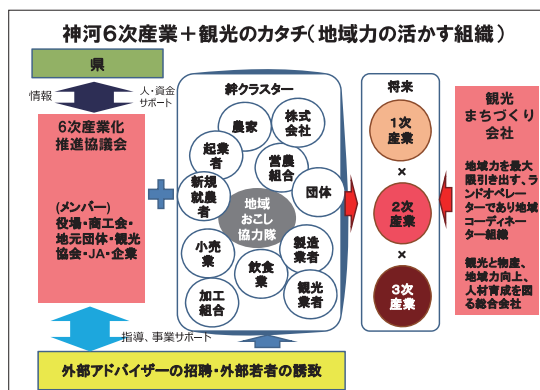 神河6次産業＋観光のカタチ（地域力の活かす組織）
県
情報
人・資金
サポート
6次産業化
推進協議会
(メンバー)
役場・商工会・
地元団体・観光
協会・JA・企業
絆クラスター
農家
株式
会社
起業
者
営農
組合
新規
就農
者
団体
地域
おこし
協力隊
小売
業
製造
業者
飲食
業
加工
組合
観光
業者
将来
1次
産業
×
2次
産業
×
3次
産業
観光
まちづくり
会社
地域力を最大
限引き出す、ラ
ンドオペレー
ターであり地域
コーディネー
ター組織
観光と物産、
地域力向上、
人材育成を図
る総合会社
指導、事業サポート
外部アドバイザーの招聘・外部若者の誘致